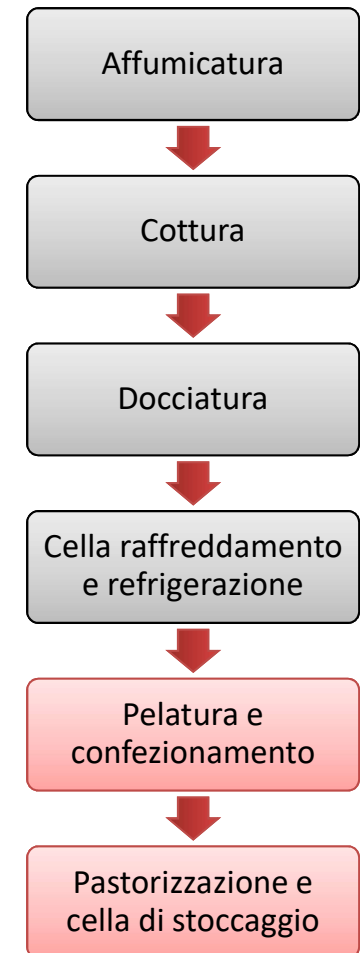 Affumicatura
Cottura
Docciatura
Cella raffreddamento
e refrigerazione
Pelatura e
confezionamento
Pastorizzazione e
cella di stoccaggio